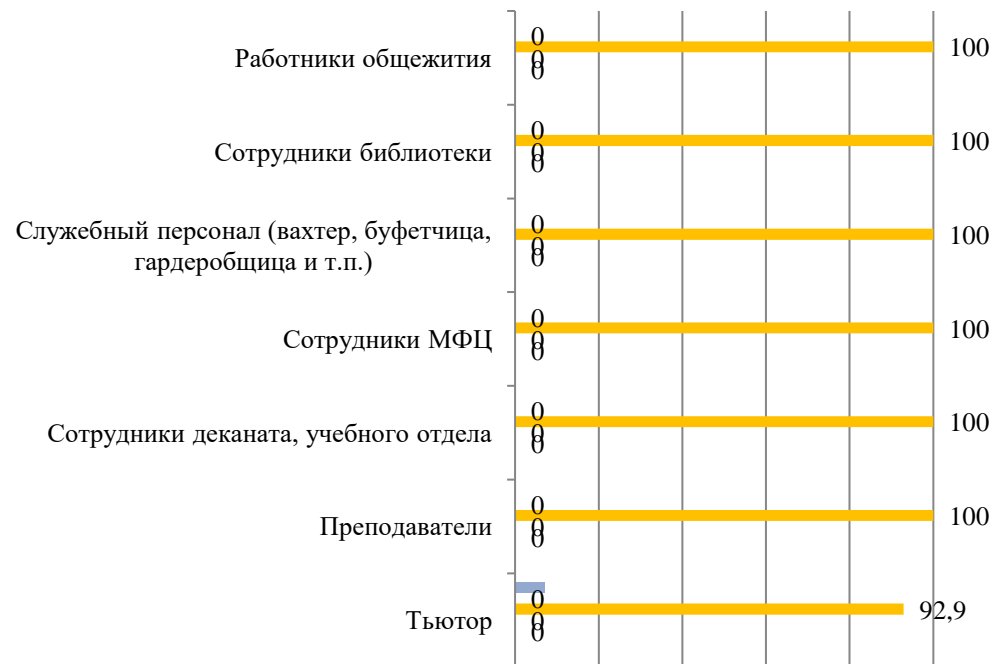 0
Работники общежития 0 100
0
0
Сотрудники библиотеки 0 100
0
Служебный персонал (вахтер, буфетчица, 0 100
гардеробщица и т.п.) 0
0
0
Сотрудники МФЦ 0 100
0
0
Сотрудники деканата, учебного отдела 0 100
0
0
Преподаватели 0 100
0
0
Тьютор 0 92,9
0